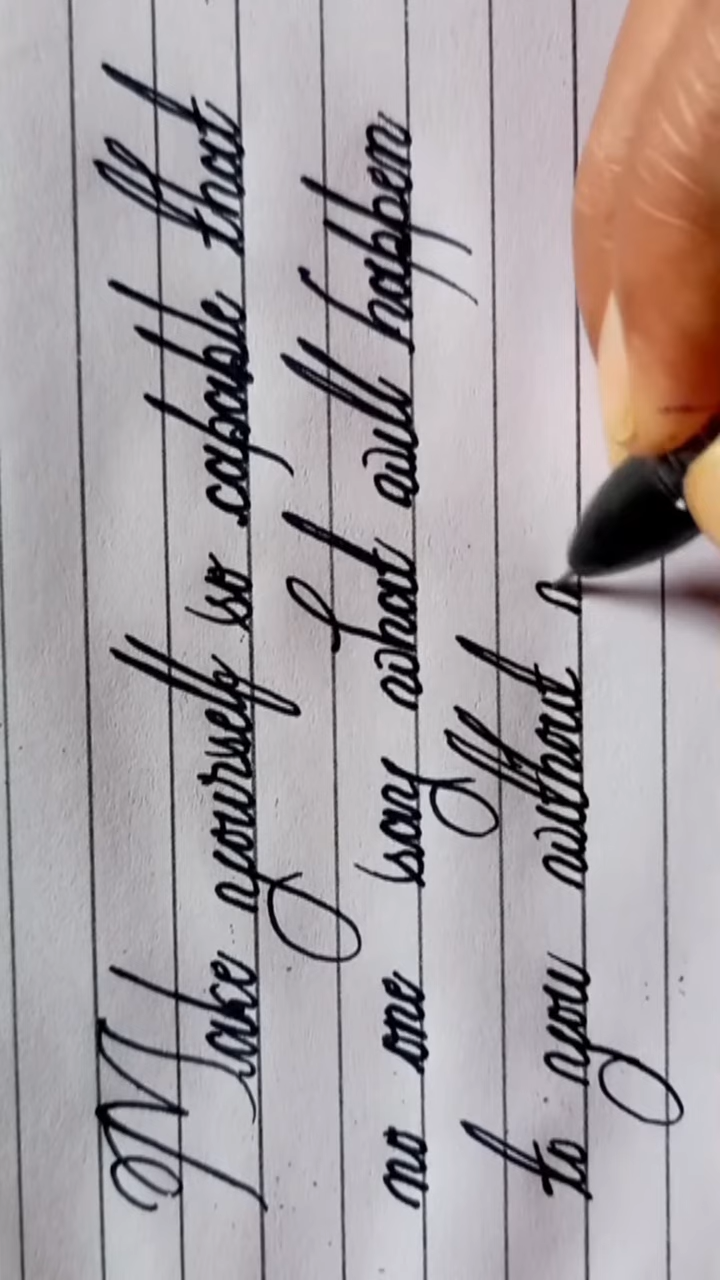 Make yourself so capable that
no one say what will happen
to you without